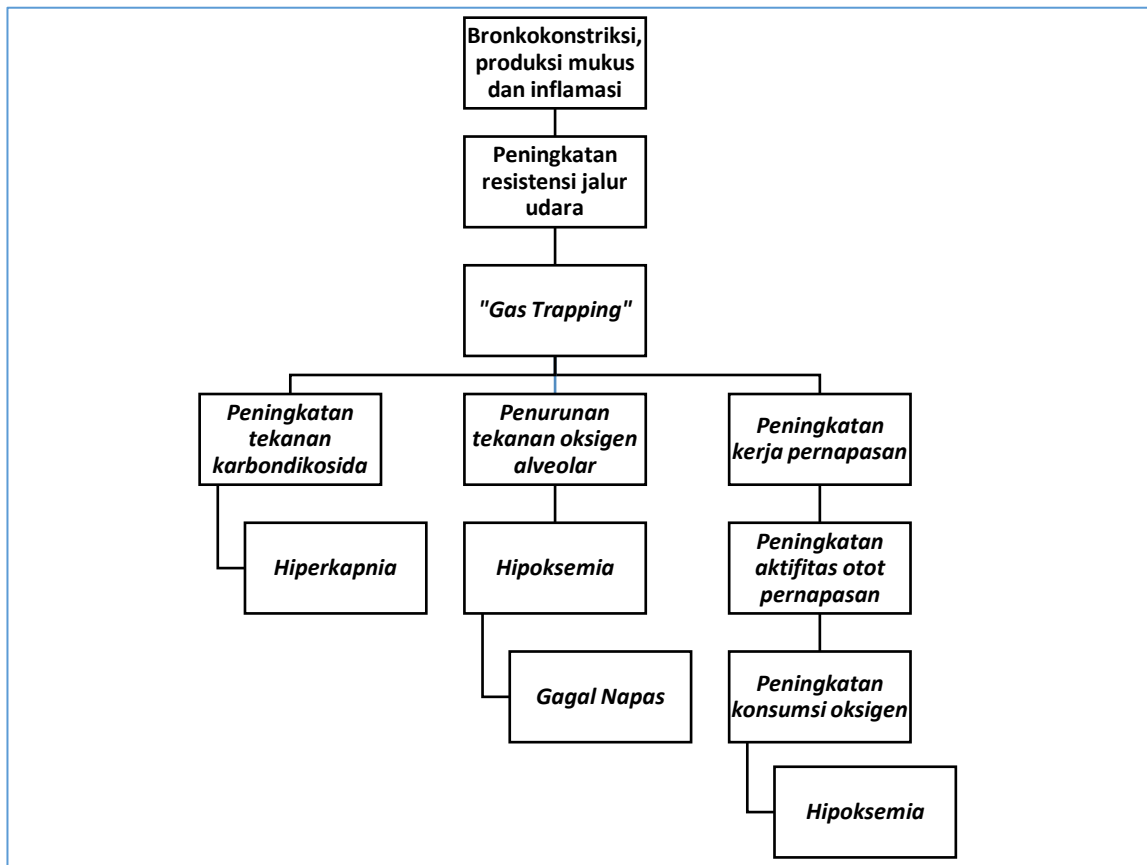 Bronkokonstriksi,
produksi mukus
dan inflamasi
Peningkatan
resistensi jalur
udara
"Gas Trapping"
Peningkatan
tekanan
karbondikosida
Penurunan
tekanan oksigen
alveolar
Peningkatan
kerja pernapasan
Hiperkapnia
Hipoksemia
Peningkatan
aktifitas otot
pernapasan
Gagal Napas
Peningkatan
konsumsi oksigen
Hipoksemia